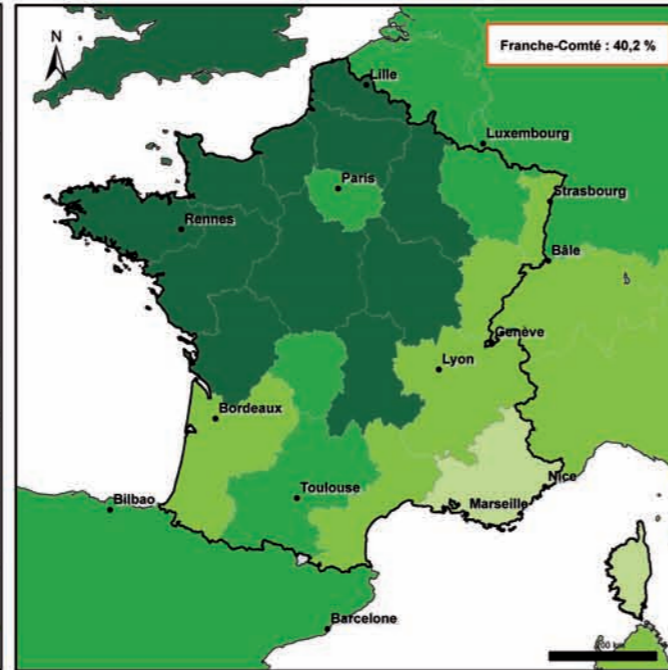 N
Franche-Comté : 40,2 %
Lille
Luxembourg
Paris
Strasbourg
Rennes
Bâle
Genève
Lyon
Bordeaux
Nice
Toulouse
Marseille
Bilbao
Barcelone